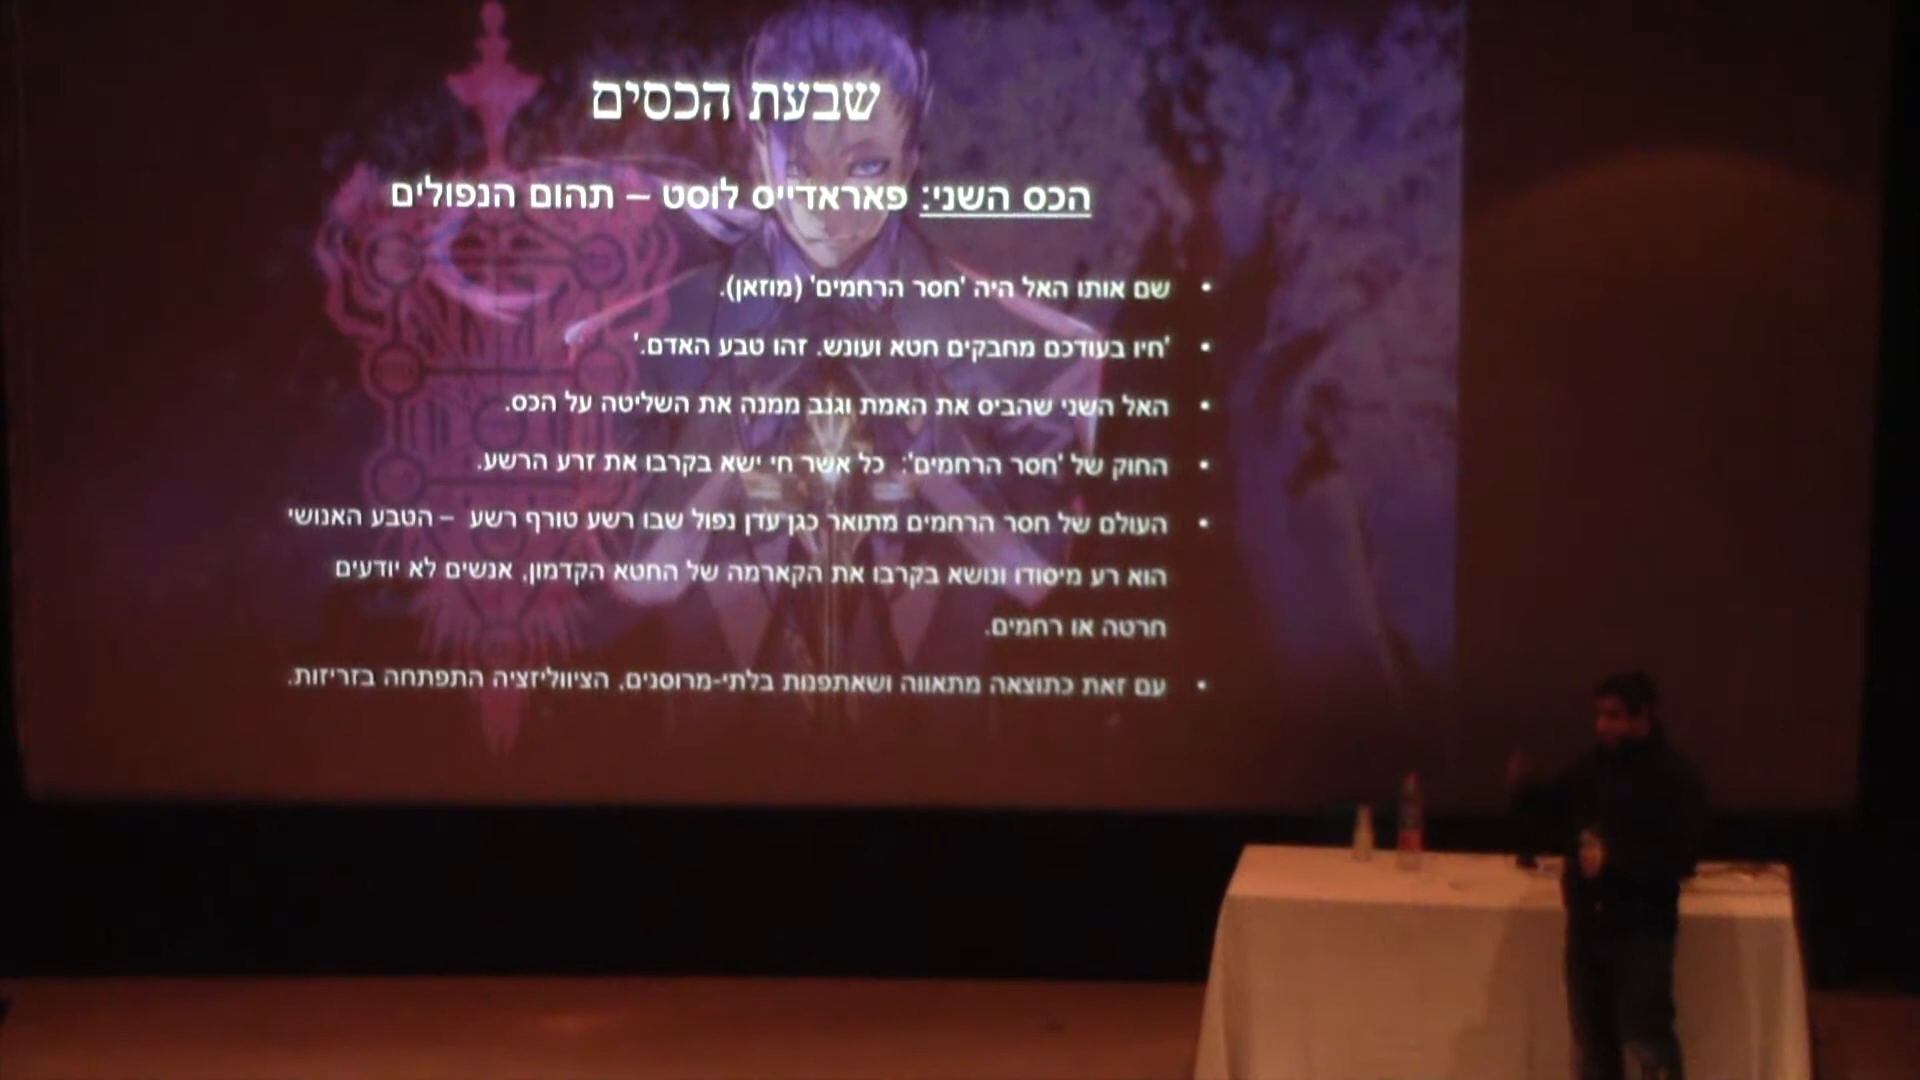 שבעת הכסים
הכס השני: פאראדייס לוסט – תהום הנפולים
• שם אותו האל היה 'חסר הרחמים' (מוזאן).
• 'חיו בעודכם מחבקים חטא ועונש. זהו טבע האדם.'
• האל השני שהביס את האמת וגנב ממנה את השליטה על הכס.
• החוק של 'חסר הרחמים': כל אשר חי ישא בקרבו את זרע הרשע.
• העולם של חסר הרחמים מתואר כגן עדן נפול שבו רשע טורף רשע – הטבע האנושי
הוא רע מיסודו ונושא בקרבו את הקארמה של החטא הקדמון, אנשים לא יודעים
חרטה או רחמים.
• עם זאת כתוצאה מתאווה ושאתפנות בלתי-מרוסנים, הציוויליזציה התפתחה בזריזות.